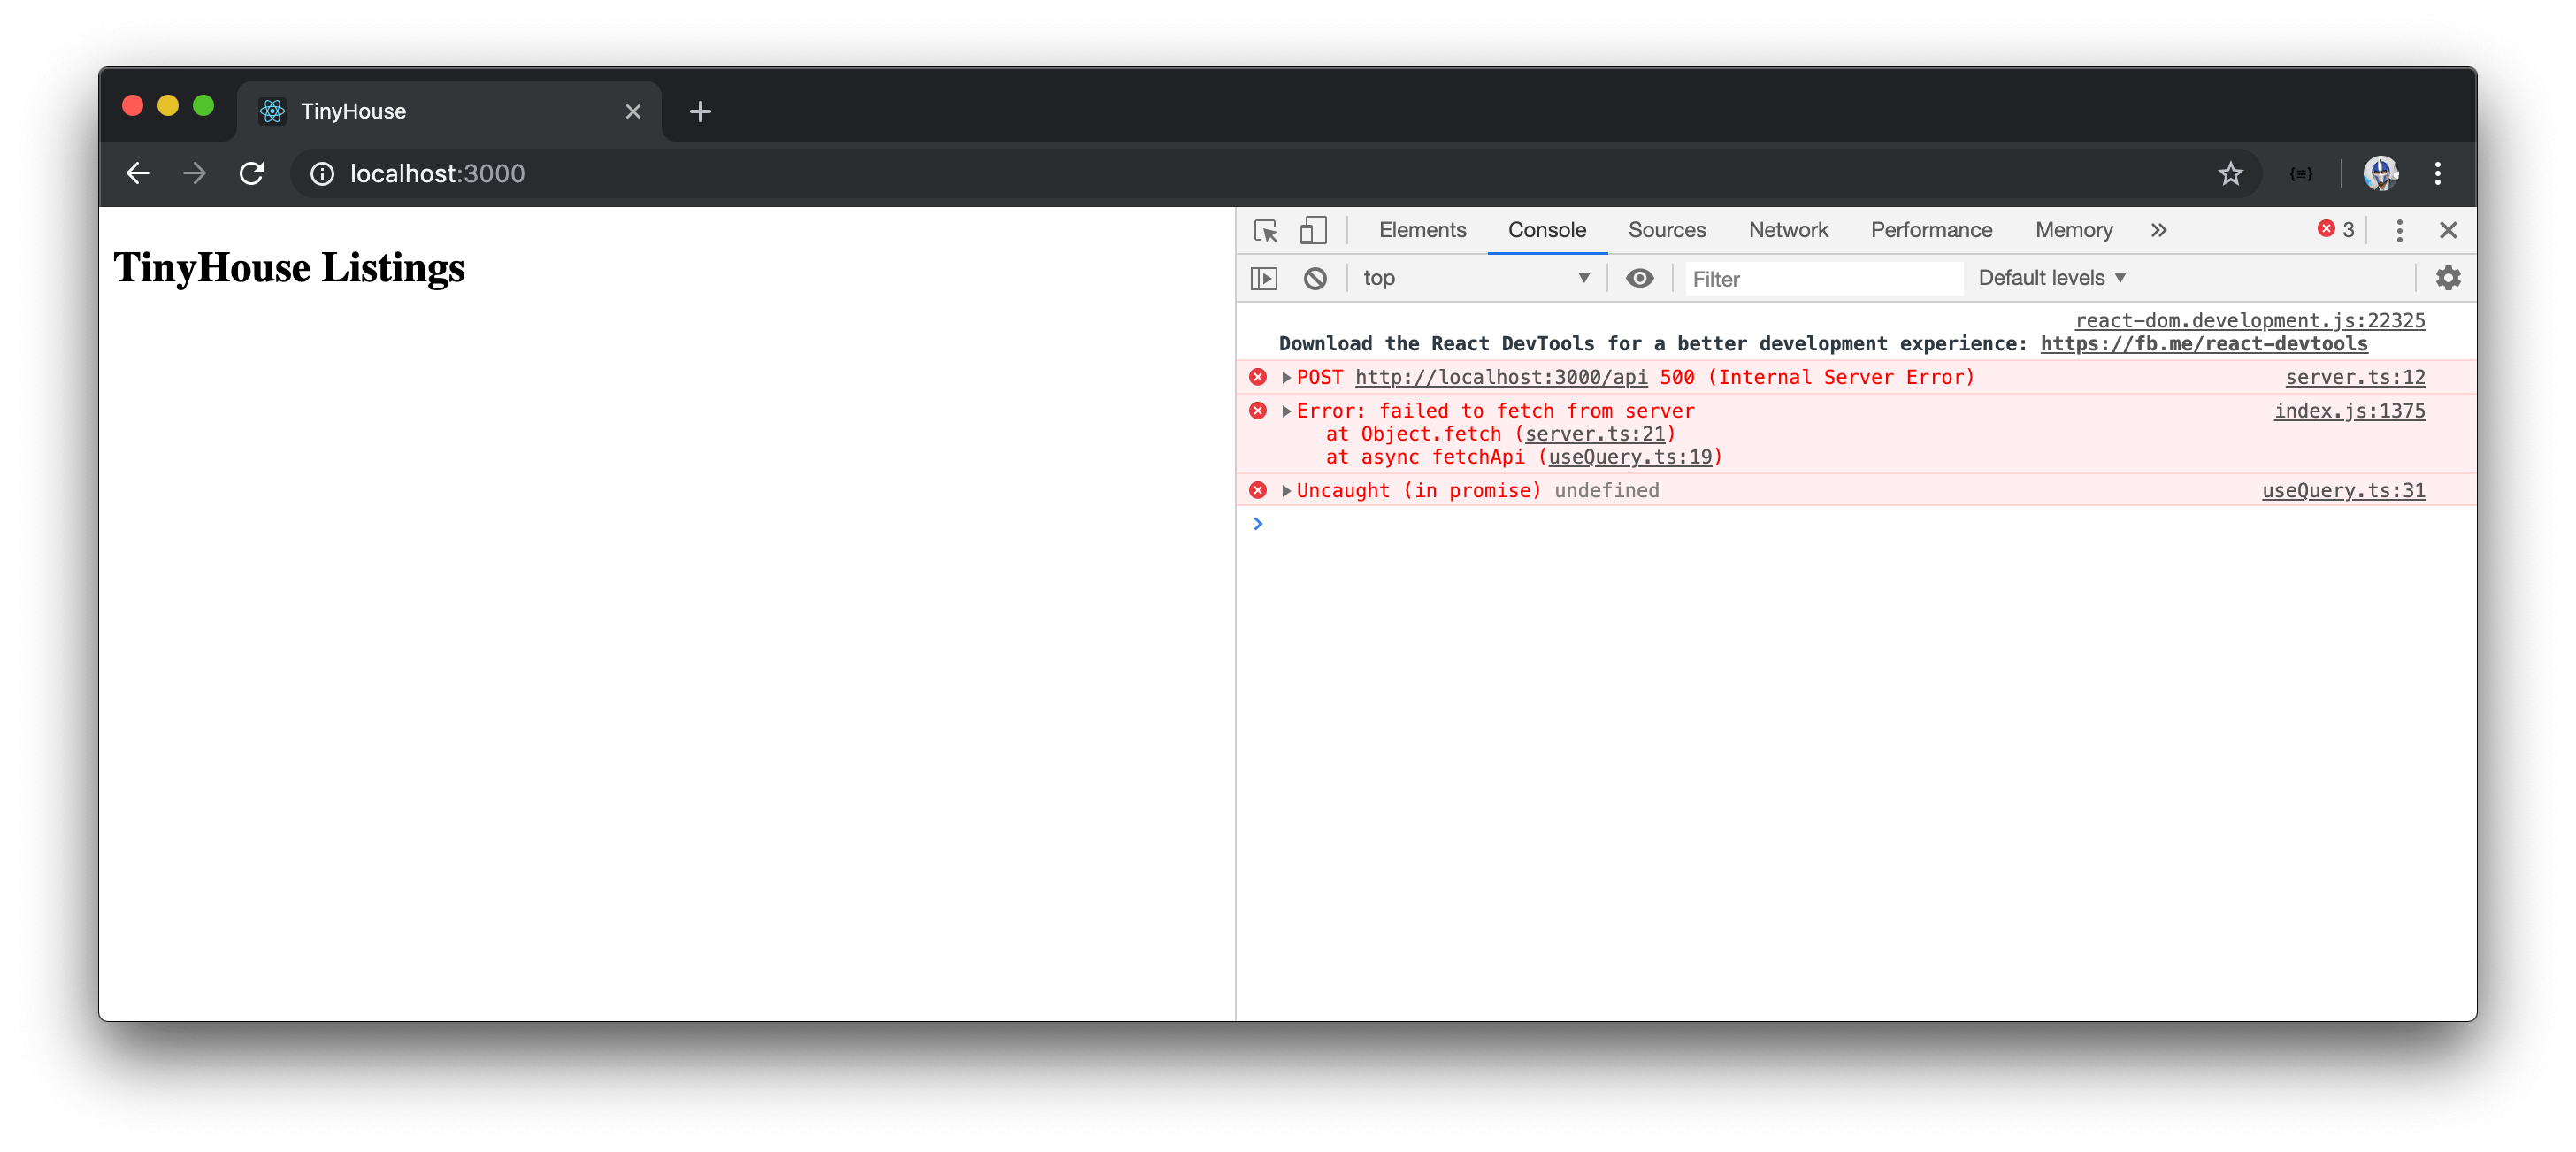 TinyHouse
localhost:3000
TinyHouse Listings
Elements Console Sources Network Performance Memory 3
top Filter Default levels
react-dom.development.js:22325
Download the React DevTools for a better development experience: https://fb.me/react-devtools
POST http://localhost:3000/api 500 (Internal Server Error) server.ts:12
Error: failed to fetch from server index.js:1375
at Object.fetch (server.ts:21)
at async fetchApi (useQuery.ts:19)
Uncaught (in promise) undefined useQuery.ts:31